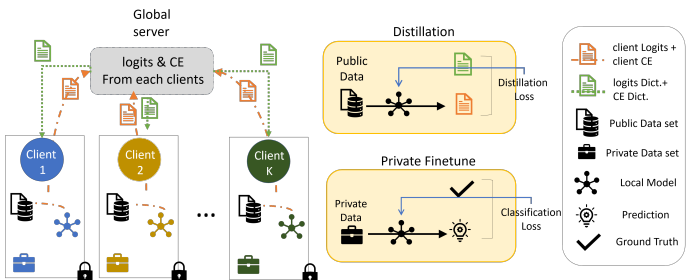 Global
server
logits & CE
From each clients
Client
1
Client
2
Client
K
...
Distillation
Public
Data
Distillation
Loss
Private Finetune
Private
Data
Classification
Loss
client Logits +
client CE
logits Dict.+
CE Dict.
Public Data set
Private Data set
Local Model
Prediction
Ground Truth